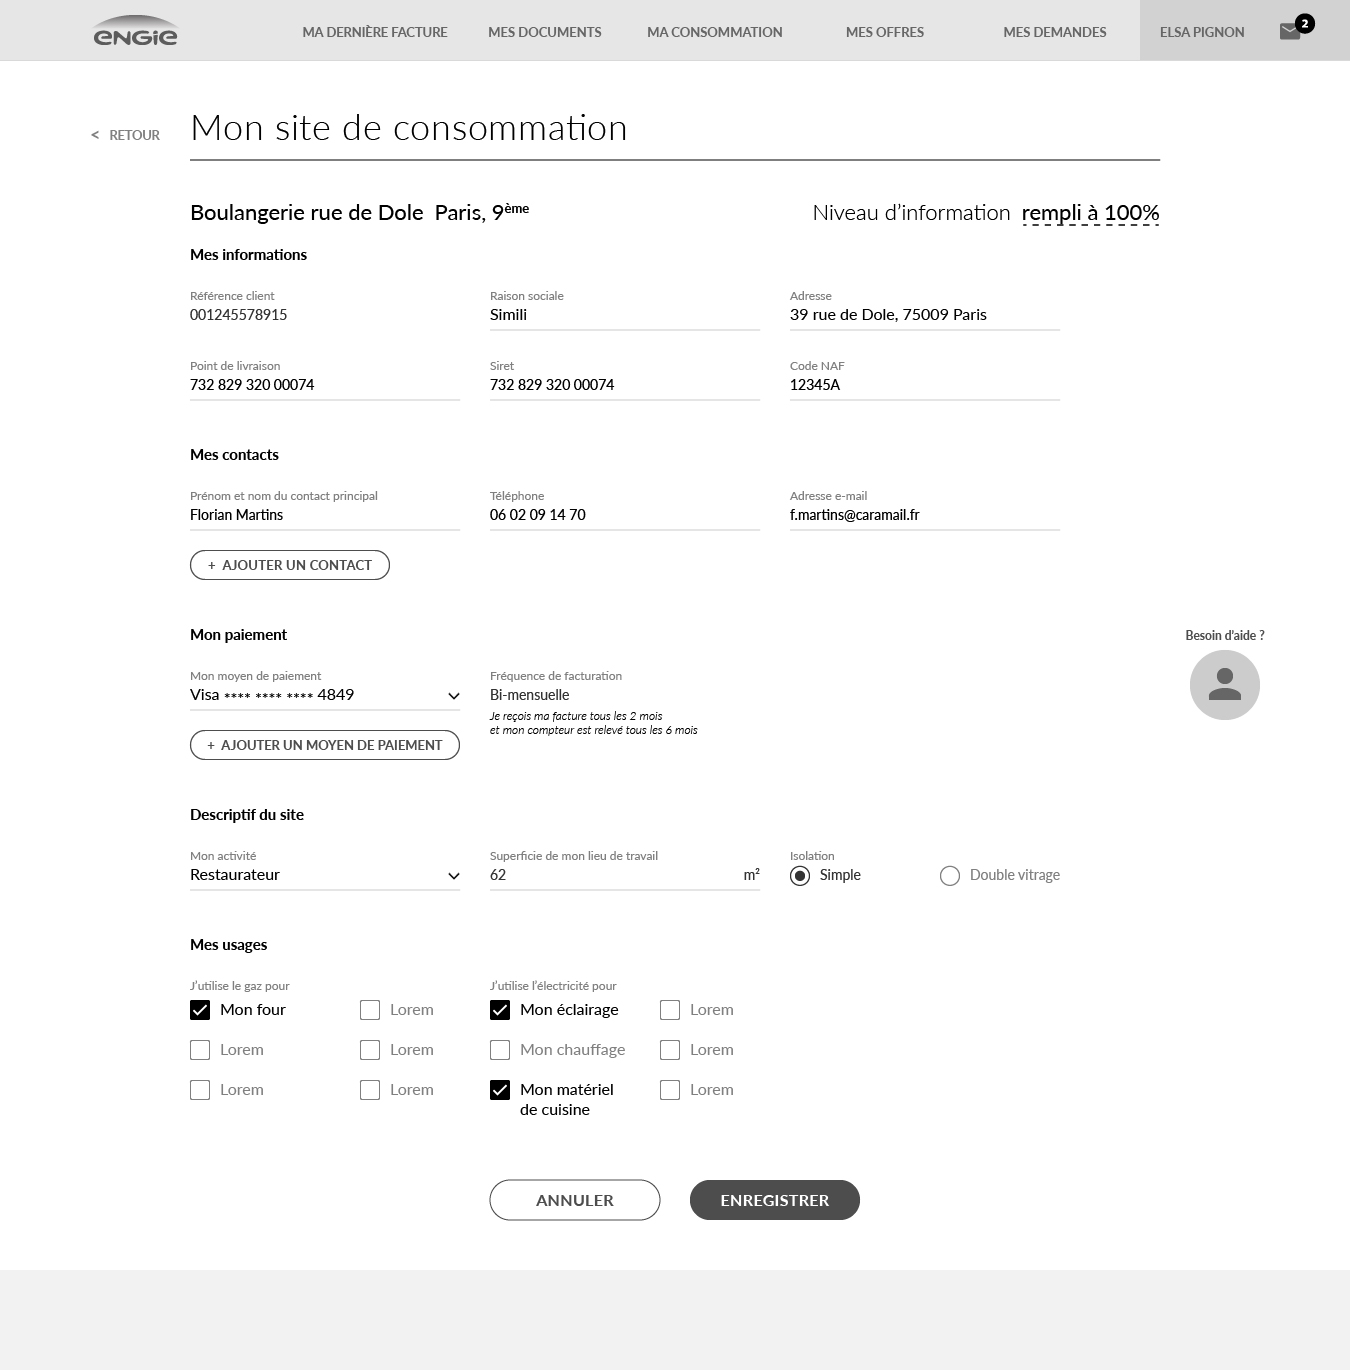 ENGIE
MA DERNIÈRE FACTURE
MES DOCUMENTS
MA CONSOMMATION
MES OFFRES
MES DEMANDES
ELSA PIGNON
2
< RETOUR
Mon site de consommation
Boulangerie rue de Dole Paris, 9ème
Niveau d’information rempli à 100%
Mes informations
Référence client
001245578915
Raison sociale
Simili
Adresse
39 rue de Dole, 75009 Paris
Point de livraison
732 829 320 00074
Siret
732 829 320 00074
Code NAF
12345A
Mes contacts
Prénom et nom du contact principal
Florian Martins
Téléphone
06 02 09 14 70
Adresse e-mail
f.martins@caramail.fr
+ AJOUTER UN CONTACT
Mon paiement
Besoin d’aide ?
Mon moyen de paiement
Visa **** **** **** 4849
Fréquence de facturation
Bi-mensuelle
Je reçois ma facture tous les 2 mois
et mon compteur est relevé tous les 6 mois
+ AJOUTER UN MOYEN DE PAIEMENT
Descriptif du site
Mon activité
Restaurateur
Superficie de mon lieu de travail
62 m²
Isolation
Simple
Double vitrage
Mes usages
J’utilise le gaz pour
Mon four
Lorem
Lorem
Lorem
Lorem
Lorem
J’utilise l’électricité pour
Mon éclairage
Lorem
Mon chauffage
Lorem
Mon matériel
de cuisine
Lorem
ANNULER
ENREGISTRER